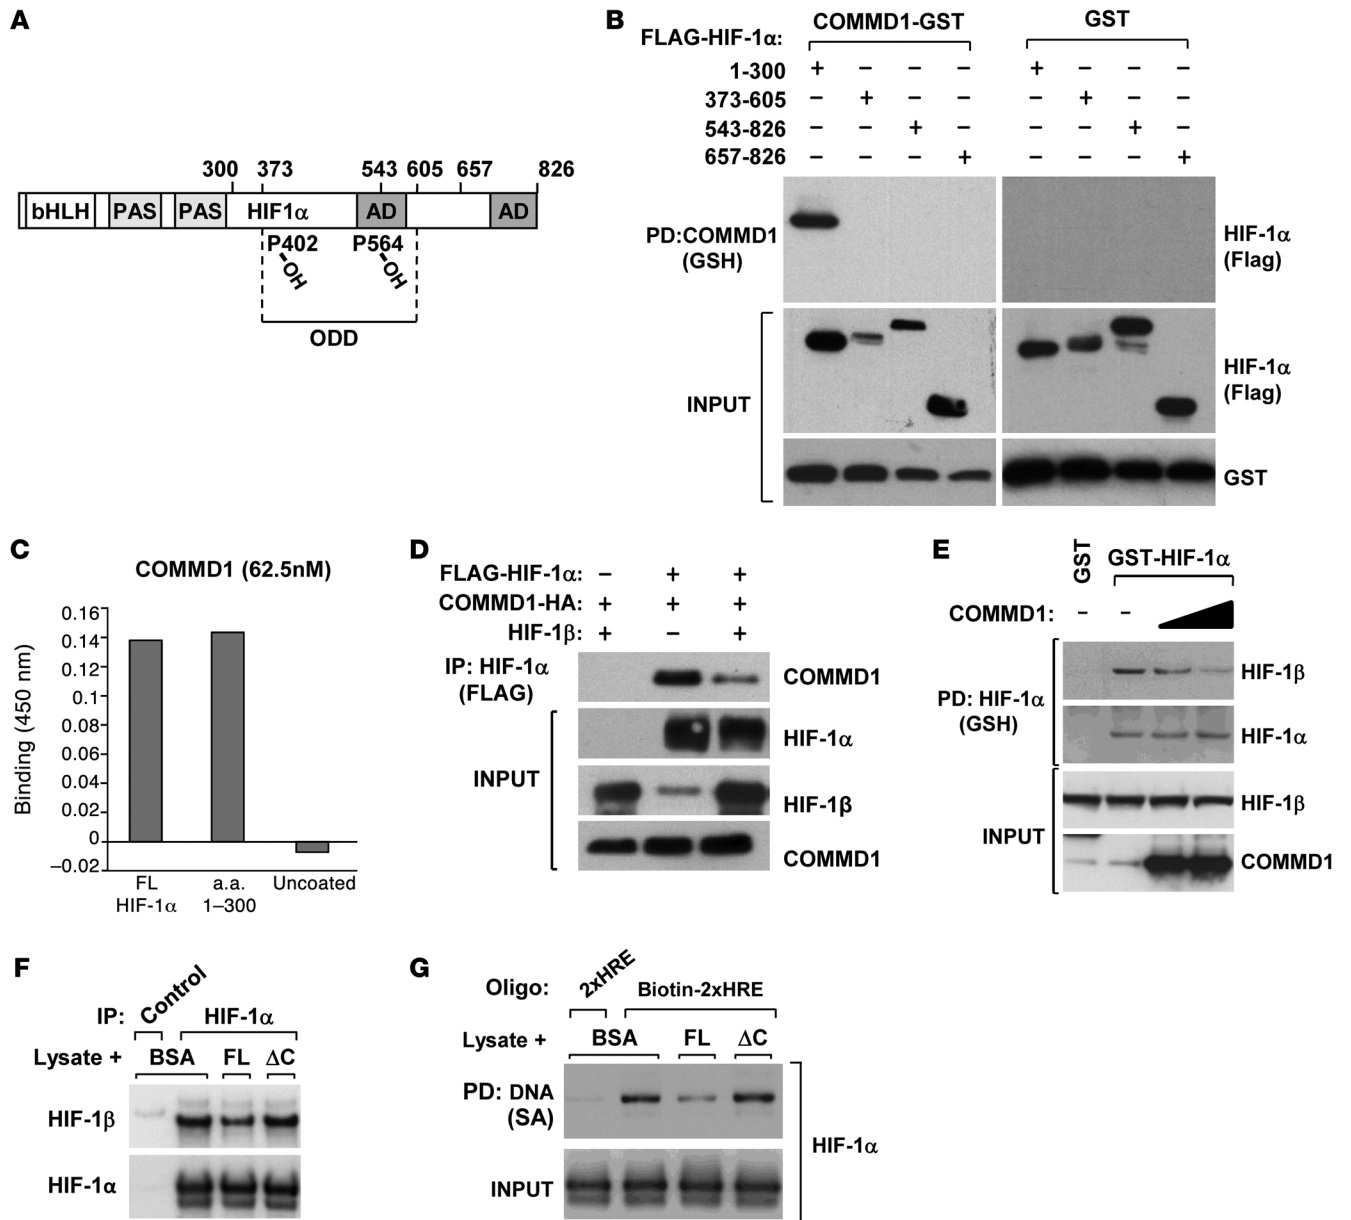 A
300 373 543 605 657 826
bHLH PAS PAS HIF1α AD AD
P402 P564
OH OH
ODD
B
COMMD1-GST GST
FLAG-HIF-1α:
1-300 + − − − + − − −
373-605 − + − − − + − −
543-826 − − + − − − + −
657-826 − − − + − − − +
PD:COMMD1
(GSH)
HIF-1α
(Flag)
INPUT
HIF-1α
(Flag)
GST
C
COMMD1 (62.5nM)
Binding (450 nm)
0.16
0.14
0.12
0.1
0.08
0.06
0.04
0.02
0
−0.02
FL
HIF-1α
a.a.
1–300
Uncoated
D
FLAG-HIF-1α: − + +
COMMD1-HA: + + +
HIF-1β: + − +
IP: HIF-1α
(FLAG)
COMMD1
INPUT
HIF-1α
HIF-1β
COMMD1
E
GST
GST-HIF-1α
COMMD1: − −
PD: HIF-1α
(GSH)
HIF-1β
HIF-1α
INPUT
HIF-1β
COMMD1
F
IP: Control HIF-1α
Lysate + BSA FL ΔC
HIF-1β
HIF-1α
G
Oligo: 2xHRE Biotin-2xHRE
Lysate + BSA FL ΔC
PD: DNA
(SA)
INPUT
HIF-1α